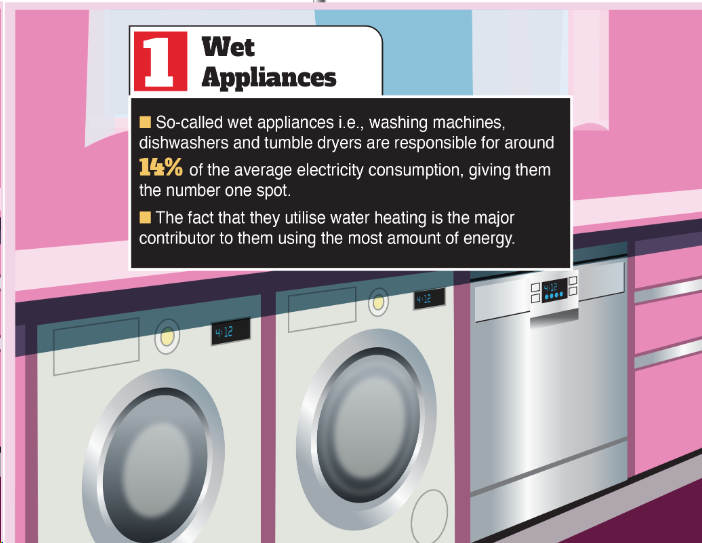 1
Wet
Appliances
■ So-called wet appliances i.e., washing machines,
dishwashers and tumble dryers are responsible for around
14% of the average electricity consumption, giving them
the number one spot.
■ The fact that they utilise water heating is the major
contributor to them using the most amount of energy.
4:12
4:12
4:12